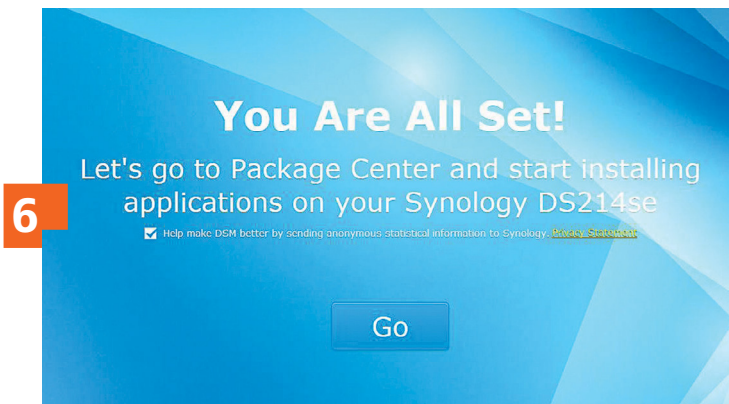 You Are All Set!
Let's go to Package Center and start installing
applications on your Synology DS214se
6
Help make DSM better by sending anonymous statistical information to Synology. Privacy Statement
Go